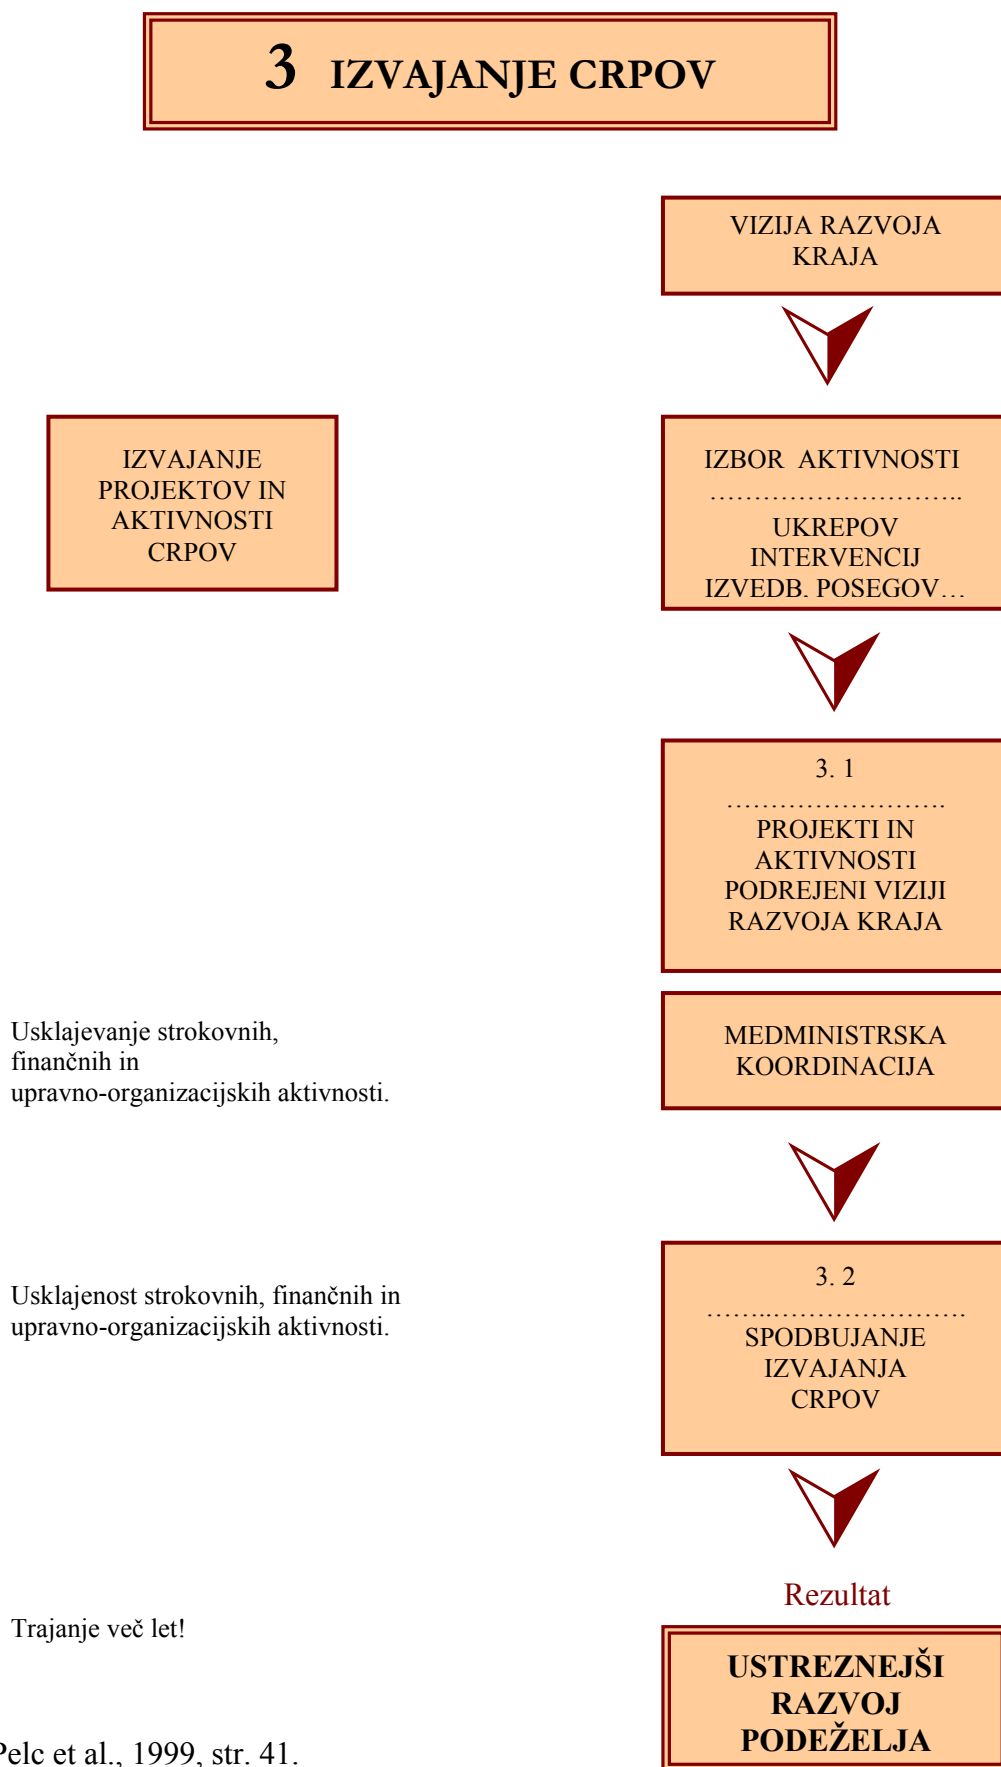 3 IZVAJANJE CRPOV
VIZIJA RAZVOJA
KRAJA
IZVAJANJE
PROJEKTOV IN
AKTIVNOSTI
CRPOV
IZBOR AKTIVNOSTI
………………………..
UKREPOV
INTERVENCIJ
IZVEDB. POSEGOV…
3. 1
…………………….
PROJEKTI IN
AKTIVNOSTI
PODREJENI VIZIJI
RAZVOJA KRAJA
Usklajevanje strokovnih,
finančnih in
upravno-organizacijskih aktivnosti.
MEDMINISTRSKA
KOORDINACIJA
3. 2
……..………………….
SPODBUJANJE
IZVAJANJA
CRPOV
Usklajenost strokovnih, finančnih in
upravno-organizacijskih aktivnosti.
Rezultat
Trajanje več let!
USTREZNEJŠI
RAZVOJ
PODEŽELJA
Pelc et al., 1999, str. 41.